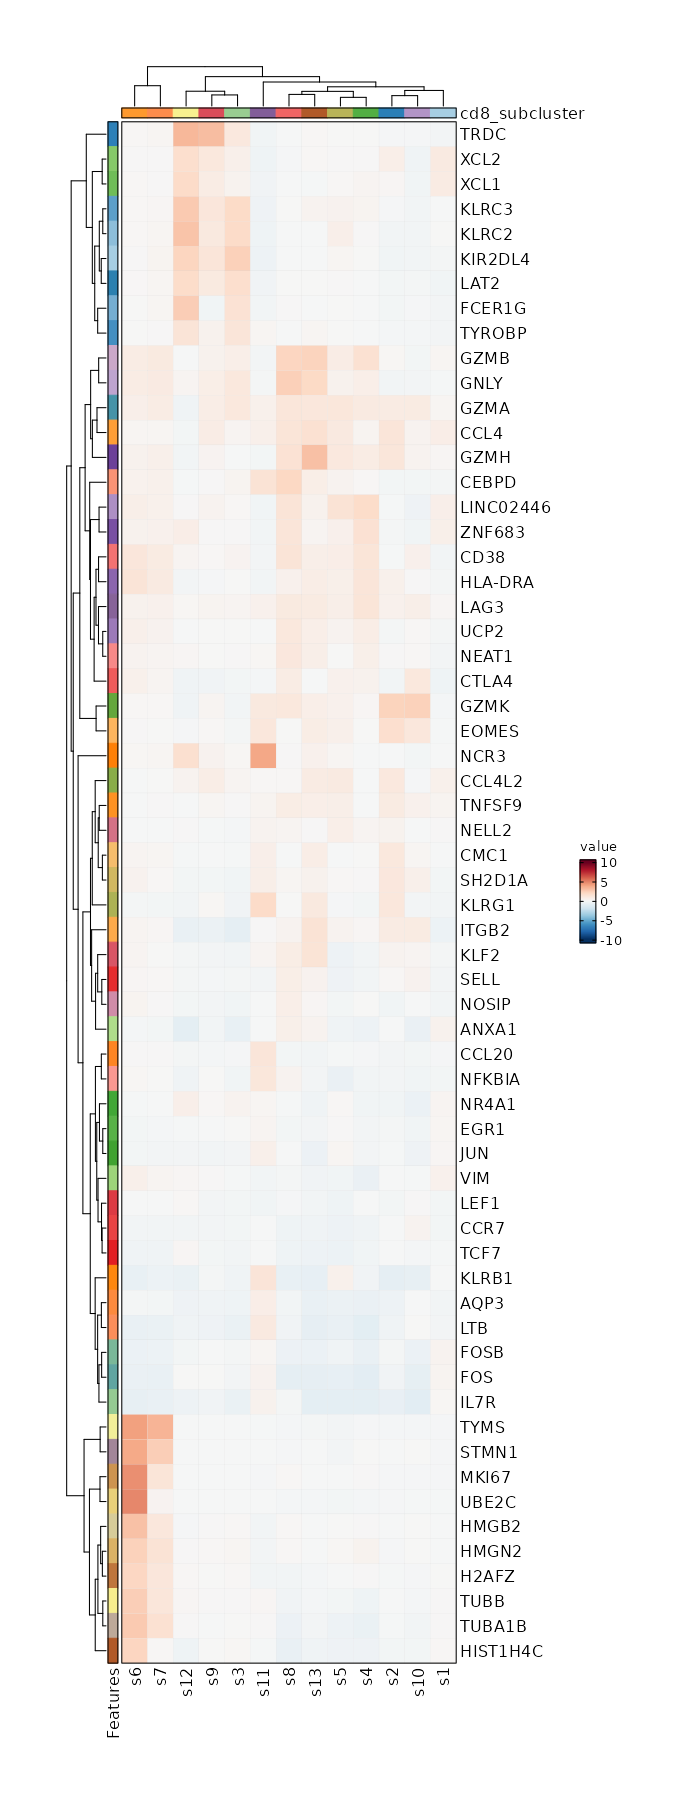 cd8_subcluster
TRDC
XCL2
XCL1
KLRC3
KLRC2
KIR2DL4
LAT2
FCER1G
TYROBP
GZMB
GNLY
GZMA
CCL4
GZMH
CEBPD
LINC02446
ZNF683
CD38
HLA-DRA
LAG3
UCP2
NEAT1
CTLA4
GZMK
EOMES
NCR3
CCL4L2
TNFSF9
NELL2
CMC1
SH2D1A
KLRG1
ITGB2
KLF2
SELL
NOSIP
ANXA1
CCL20
NFKBIA
NR4A1
EGR1
JUN
VIM
LEF1
CCR7
TCF7
KLRB1
AQP3
LTB
FOSB
FOS
IL7R
TYMS
STMN1
MKI67
UBE2C
HMGB2
HMGN2
H2AFZ
TUBB
TUBA1B
HIST1H4C
value
10
5
0
-5
-10
Features
s6
s7
s12
s9
s3
s11
s8
s13
s5
s4
s2
s10
s1